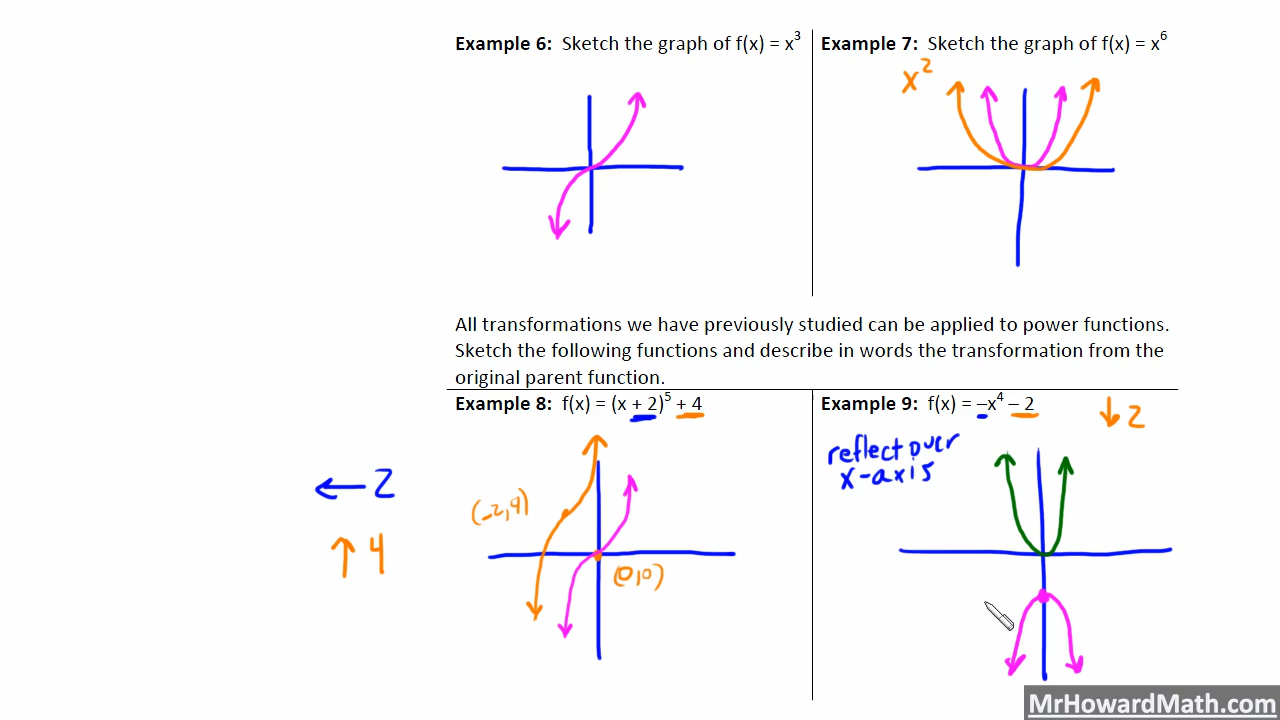 Example 6: Sketch the graph of f(x) = x³
Example 7: Sketch the graph of f(x) = x⁶
x²
All transformations we have previously studied can be applied to power functions.
Sketch the following functions and describe in words the transformation from the
original parent function.
Example 8: f(x) = (x + 2)⁵ + 4
←2
↑4
(-2,4)
(0,0)
Example 9: f(x) = –x⁴ – 2
↓2
reflect over
x-axis
MrHowardMath.com